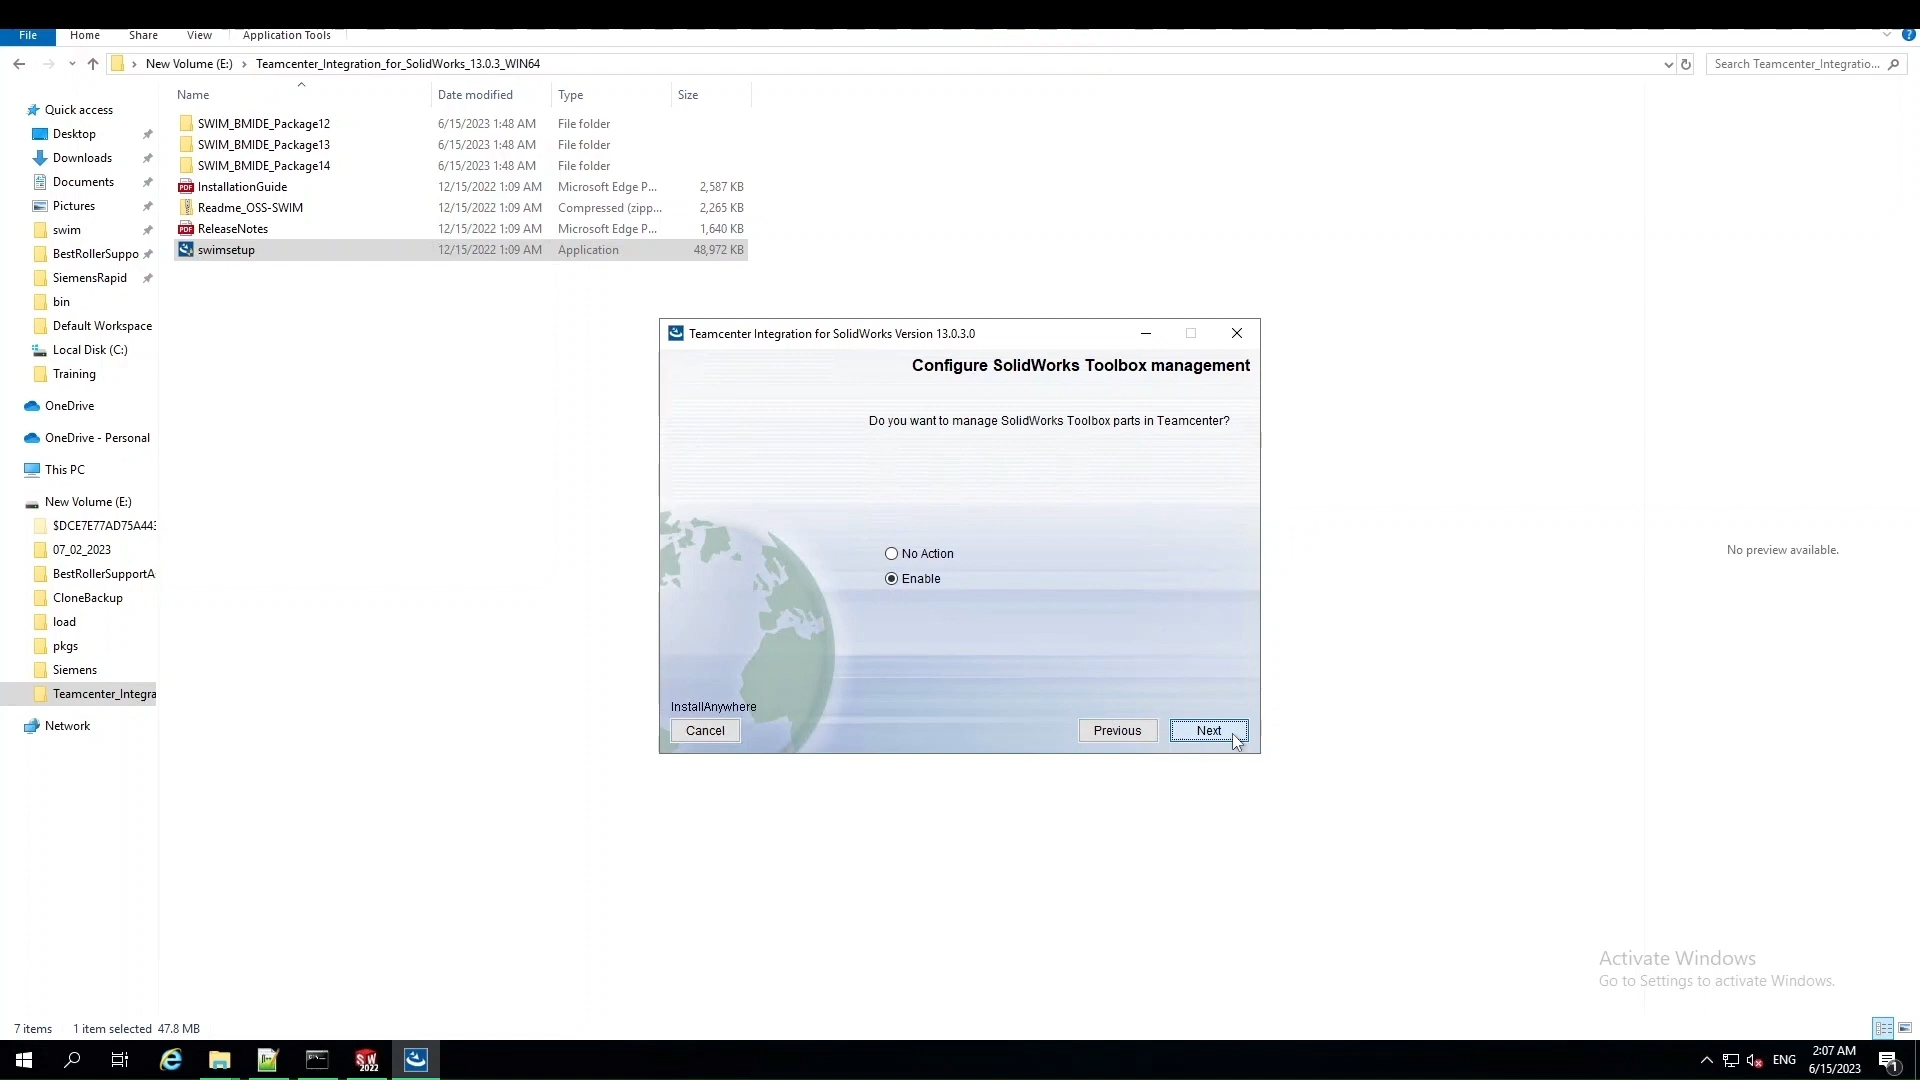 File Home Share View Application Tools
New Volume (E:) Teamcenter_Integration_for_SolidWorks_13.0.3_WIN64 Search Teamcenter_Integratio...
Name Date modified Type Size
Quick access
Desktop
Downloads
Documents
Pictures
swim
BestRollerSuppo
SiemensRapid
bin
Default Workspace
Local Disk (C:)
Training
OneDrive
OneDrive - Personal
This PC
New Volume (E:)
$DCE7E77AD75A443
07_02_2023
BestRollerSupportA
CloneBackup
load
pkgs
Siemens
Teamcenter_Integra
Network
SWIM_BMIDE_Package12 6/15/2023 1:48 AM File folder
SWIM_BMIDE_Package13 6/15/2023 1:48 AM File folder
SWIM_BMIDE_Package14 6/15/2023 1:48 AM File folder
InstallationGuide 12/15/2022 1:09 AM Microsoft Edge P... 2,587 KB
Readme_OSS-SWIM 12/15/2022 1:09 AM Compressed (zipp... 2,265 KB
ReleaseNotes 12/15/2022 1:09 AM Microsoft Edge P... 1,640 KB
swimsetup 12/15/2022 1:09 AM Application 48,972 KB
Teamcenter Integration for SolidWorks Version 13.0.3.0
Configure SolidWorks Toolbox management
Do you want to manage SolidWorks Toolbox parts in Teamcenter?
No Action
Enable
InstallAnywhere
Cancel Previous Next
No preview available.
Activate Windows
Go to Settings to activate Windows.
7 items 1 item selected 47.8 MB
SW 2022
ENG
2:07 AM
6/15/2023
1